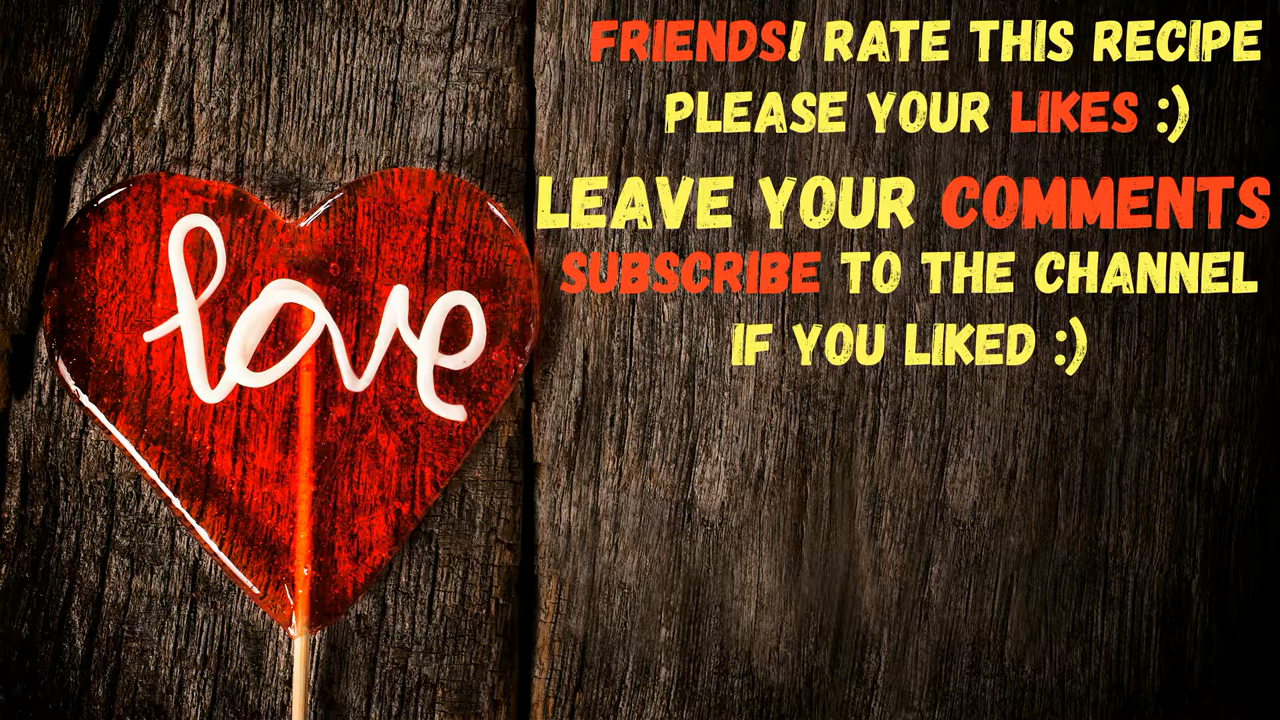 love
FRIENDS! RATE THIS RECIPE
PLEASE YOUR LIKES :)
LEAVE YOUR COMMENTS
SUBSCRIBE TO THE CHANNEL
IF YOU LIKED :)